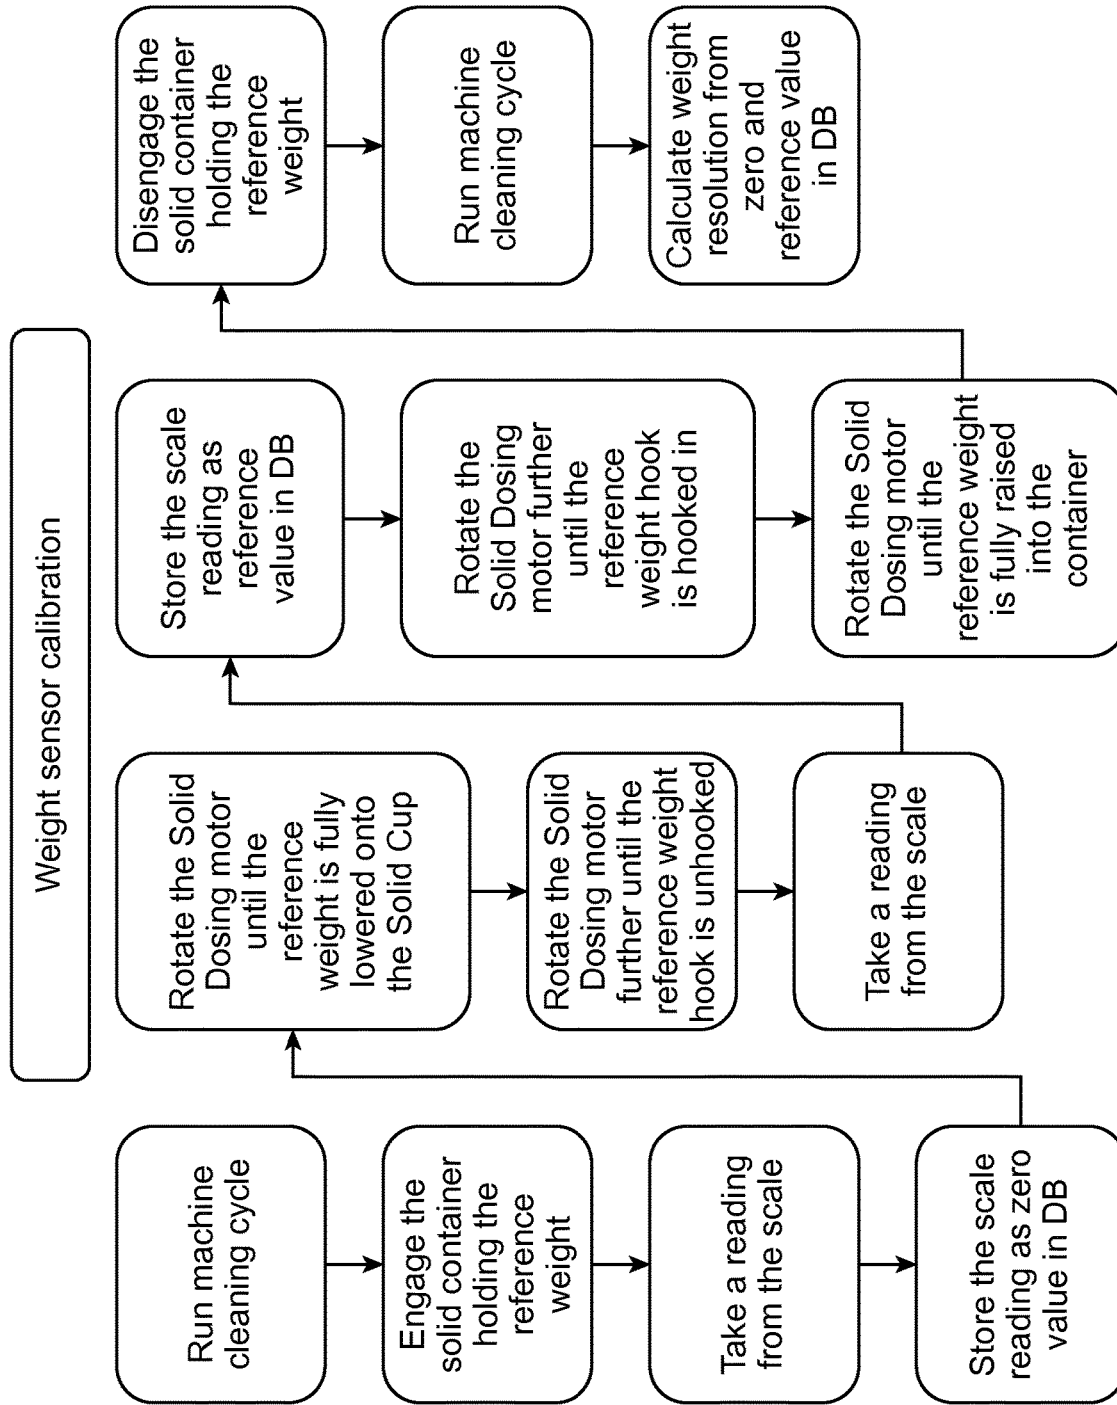 Weight sensor calibration
Run machine
cleaning cycle
Engage the
solid container
holding the
reference
weight
Take a reading
from the scale
Store the scale
reading as zero
value in DB
Rotate the Solid
Dosing motor
until the
reference
weight is fully
lowered onto
the Solid Cup
Rotate the Solid
Dosing motor
further until the
reference weight
hook is unhooked
Take a reading
from the scale
Store the scale
reading as
reference
value in DB
Rotate the
Solid Dosing
motor further
until the
reference
weight hook
is hooked in
Rotate the Solid
Dosing motor
until the
reference weight
is fully raised
into the
container
Disengage the
solid container
holding the
reference
weight
Run machine
cleaning cycle
Calculate weight
resolution from
zero and
reference value
in DB